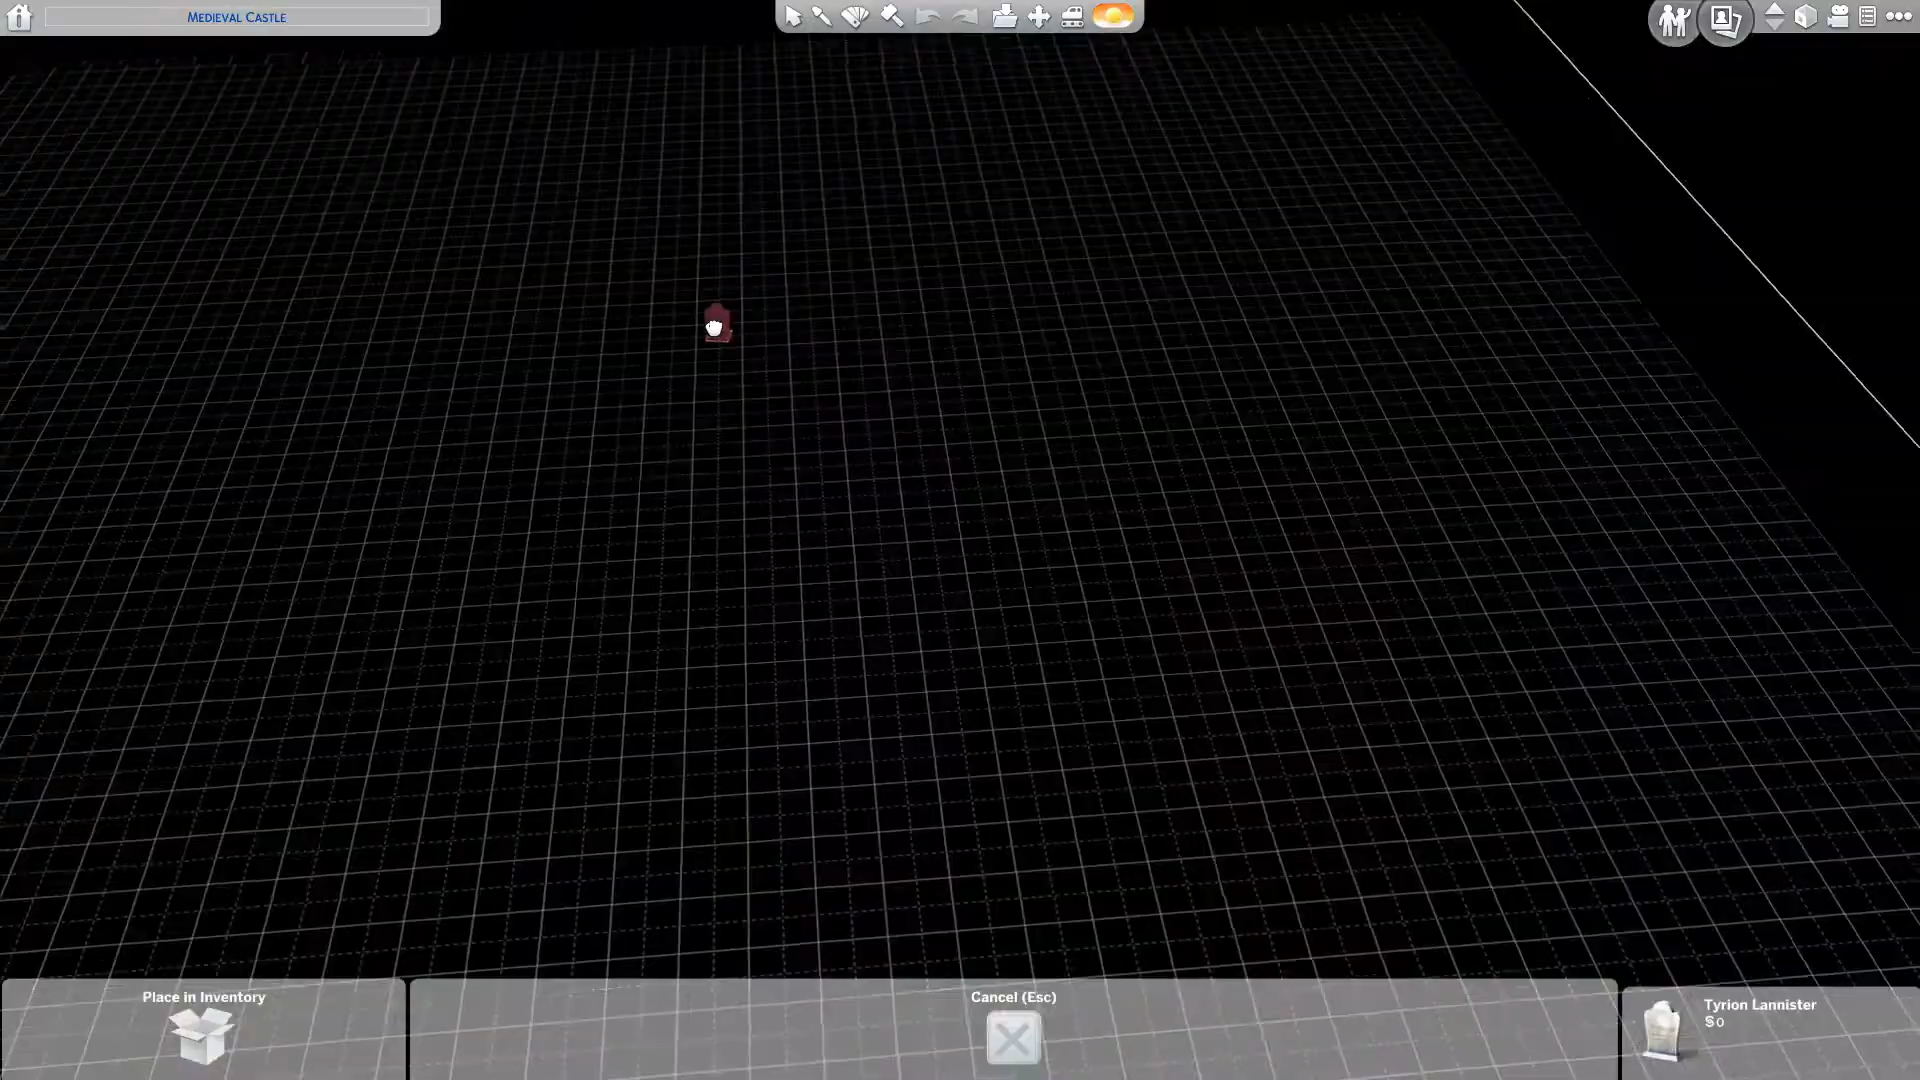 Medieval Castle
Place in Inventory
Cancel (Esc)
Tyrion Lannister
§0